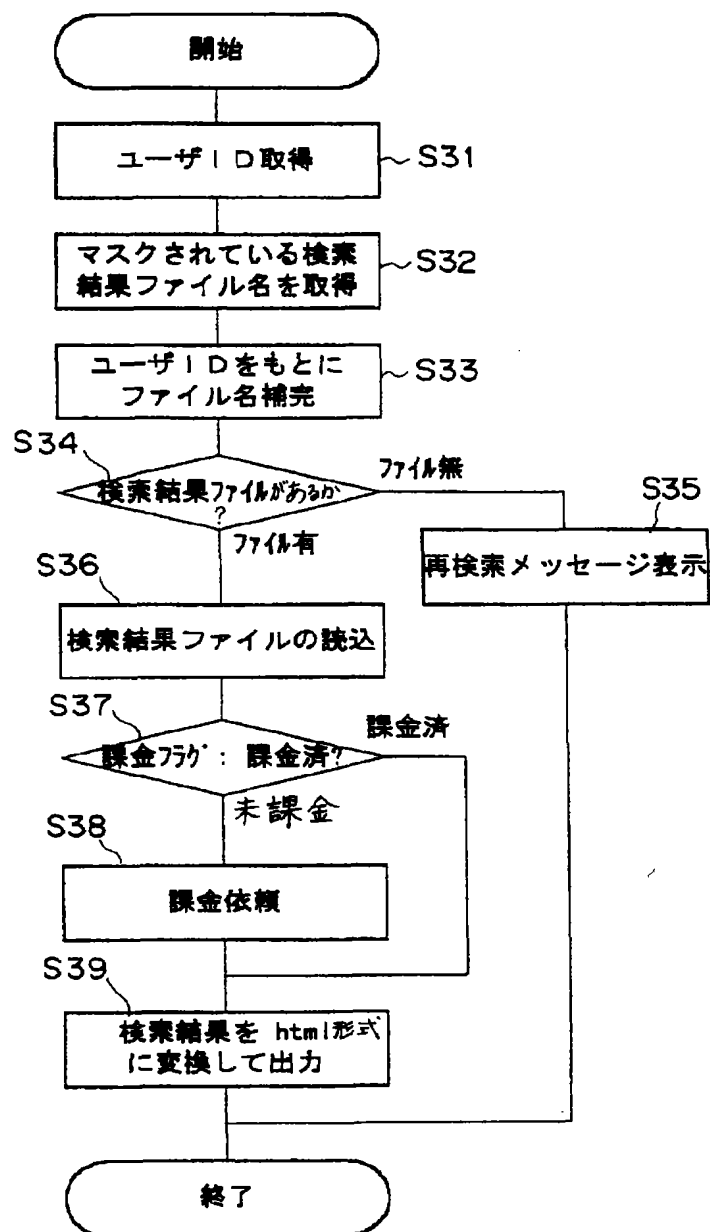 開始
ユーザID取得
S31
マスクされている検索
結果ファイル名を取得
S32
ユーザIDをもとに
ファイル名補完
S33
S34
検索結果ファイルがあるか
?
ファイル無
ファイル有
S35
再検索メッセージ表示
S36
検索結果ファイルの読込
S37
課金フラグ: 課金済?
課金済
未課金
S38
課金依頼
S39
検索結果を html形式
に変換して出力
終了